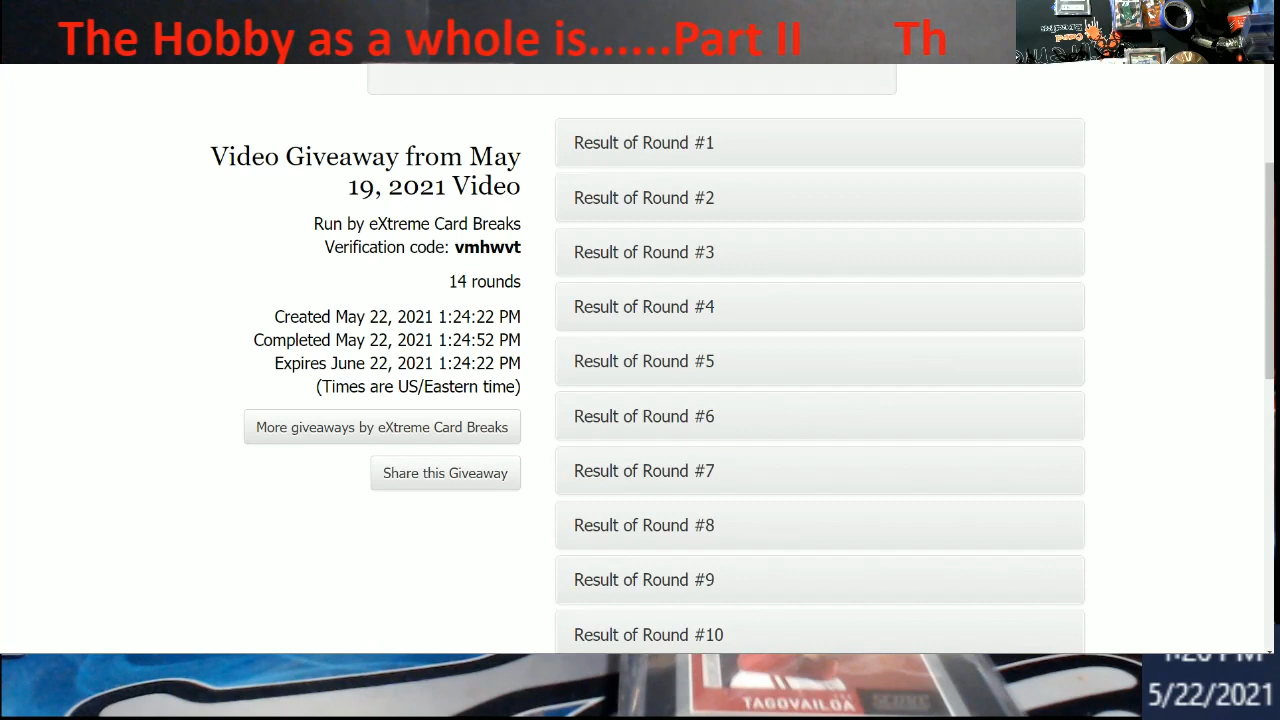 The Hobby as a whole is.....Part II Th
Video Giveaway from May
19, 2021 Video
Run by eXtreme Card Breaks
Verification code: vmhwvt
14 rounds
Created May 22, 2021 1:24:22 PM
Completed May 22, 2021 1:24:52 PM
Expires June 22, 2021 1:24:22 PM
(Times are US/Eastern time)
More giveaways by eXtreme Card Breaks
Share this Giveaway
Result of Round #1
Result of Round #2
Result of Round #3
Result of Round #4
Result of Round #5
Result of Round #6
Result of Round #7
Result of Round #8
Result of Round #9
Result of Round #10
TAGOVAILOA
SCORE
5/22/2021